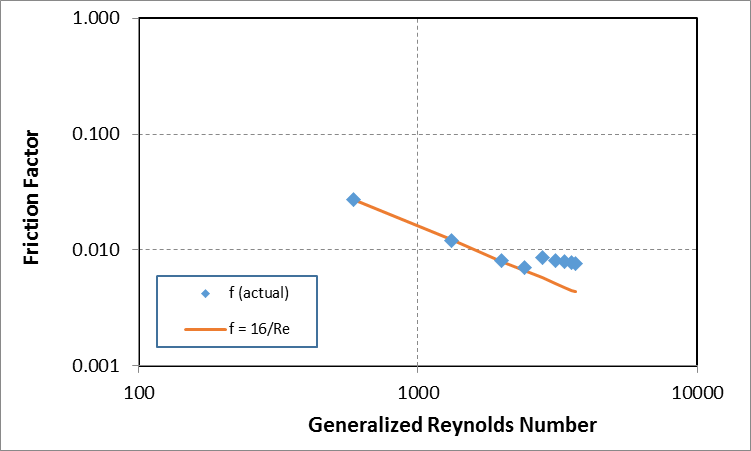 1.000
0.100
0.010
0.001
Friction Factor
f (actual)
f = 16/Re
100
1000
10000
Generalized Reynolds Number